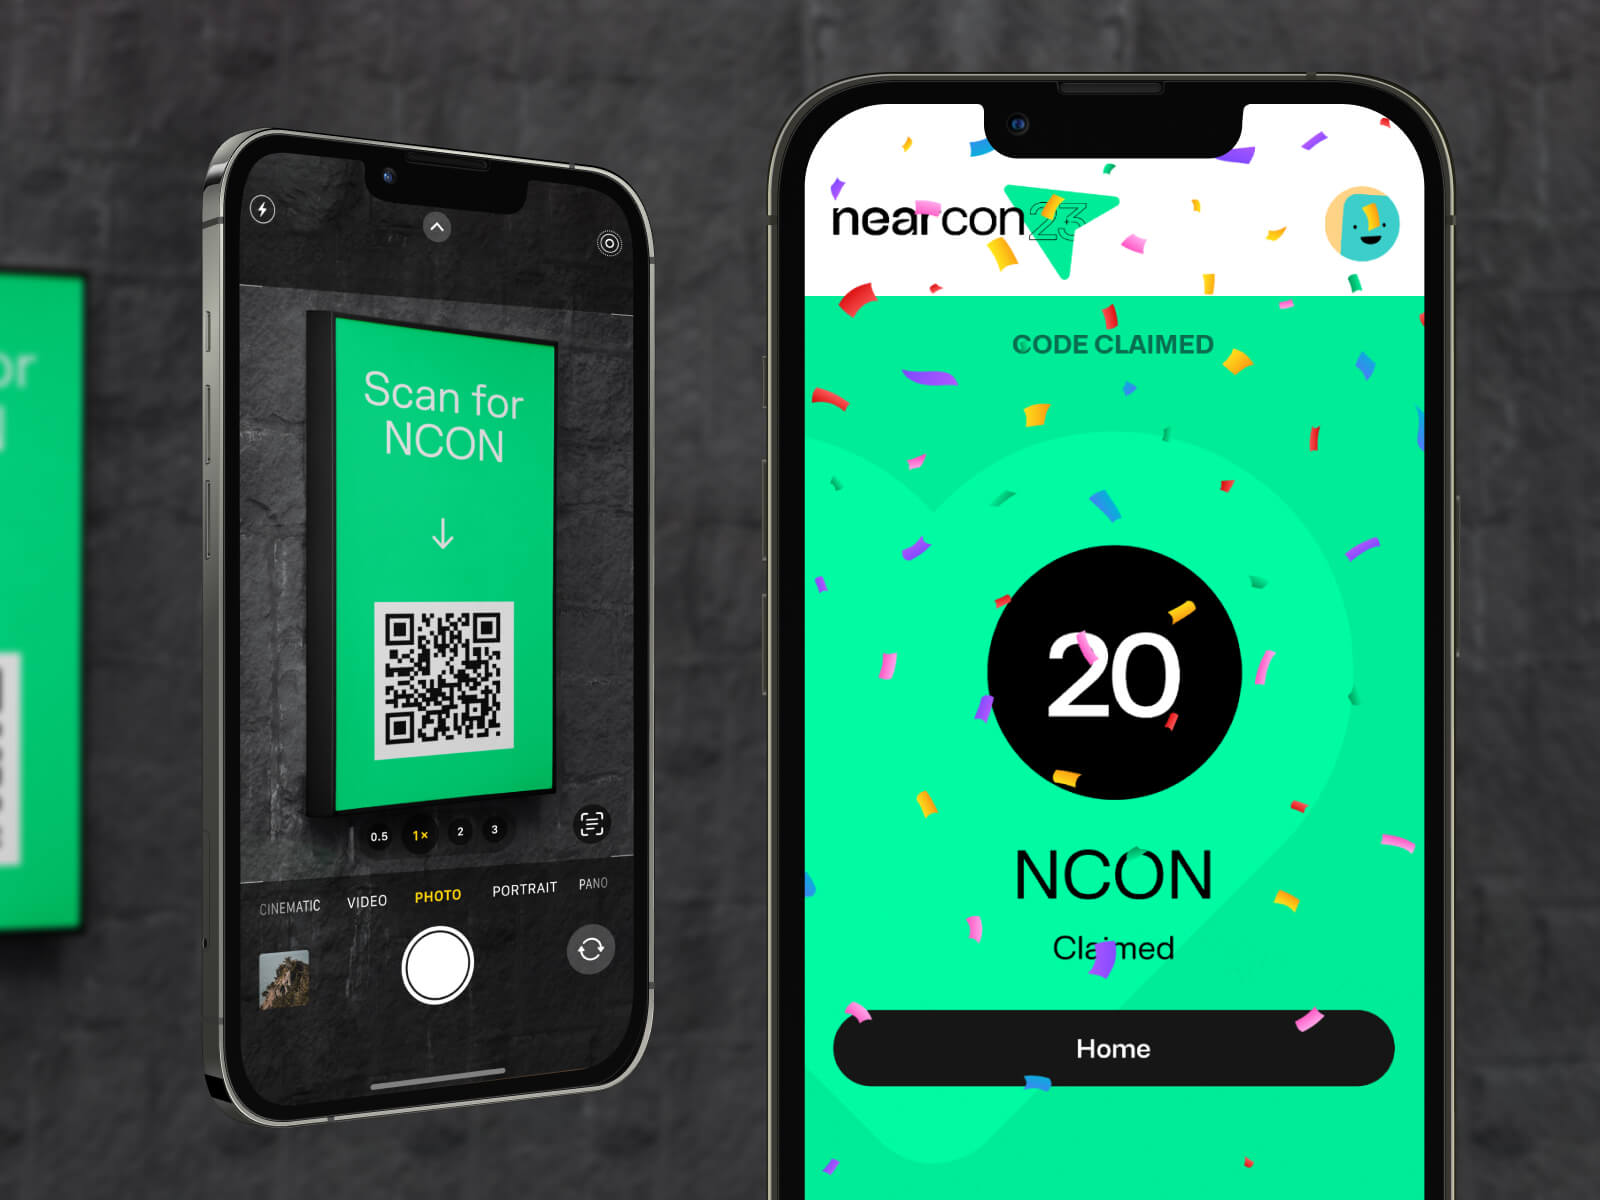 or
Scan for
NCON
0.5
1×
2
3
CINEMATIC
VIDEO
PHOTO
PORTRAIT
PANO
nearcon23
CODE CLAIMED
20
NCON
Claimed
Home